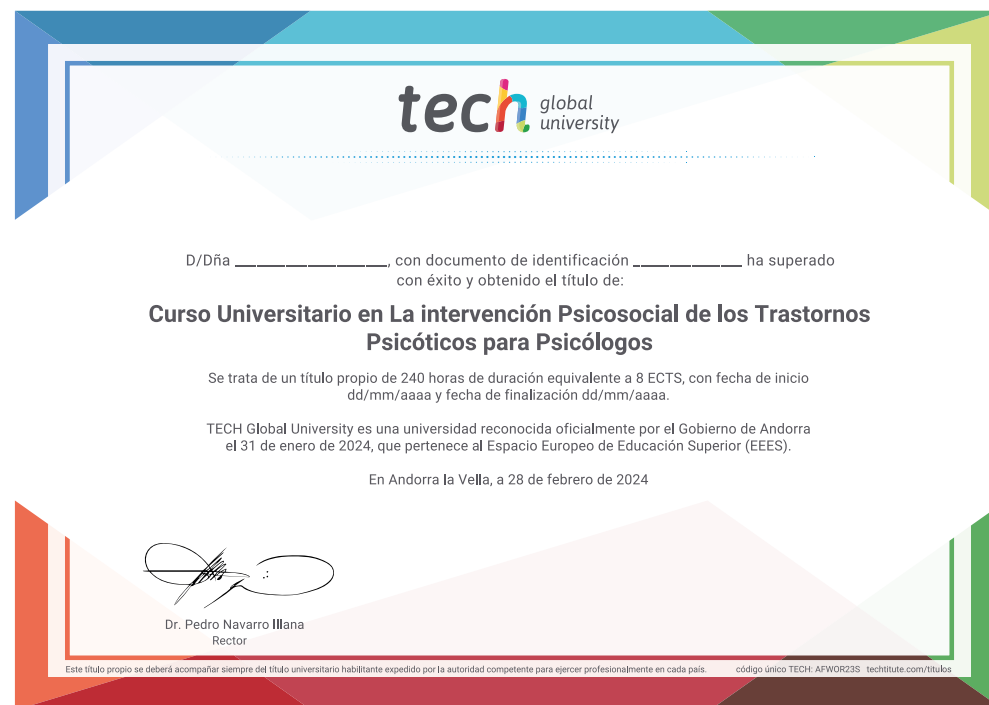 tech global university
D/Dña ____________________, con documento de identificación ______________ ha superado
con éxito y obtenido el título de:
Curso Universitario en La intervención Psicosocial de los Trastornos
Psicóticos para Psicólogos
Se trata de un título propio de 240 horas de duración equivalente a 8 ECTS, con fecha de inicio
dd/mm/aaaa y fecha de finalización dd/mm/aaaa.
TECH Global University es una universidad reconocida oficialmente por el Gobierno de Andorra
el 31 de enero de 2024, que pertenece al Espacio Europeo de Educación Superior (EEES).
En Andorra la Vella, a 28 de febrero de 2024
Dr. Pedro Navarro Illana
Rector
Este título propio se deberá acompañar siempre del título universitario habilitante expedido por la autoridad competente para ejercer profesionalmente en cada país. código único TECH: AFWOR23S techtitute.com/titulos